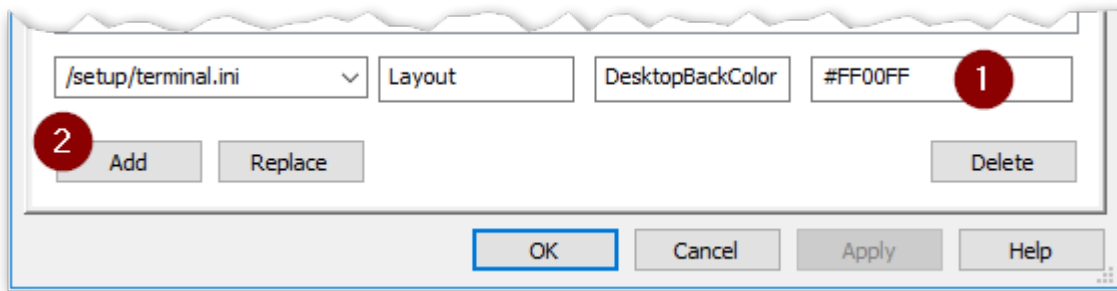 /setup/terminal.ini Layout DesktopBackColor #FF00FF 1
2 Add Replace Delete
OK Cancel Apply Help